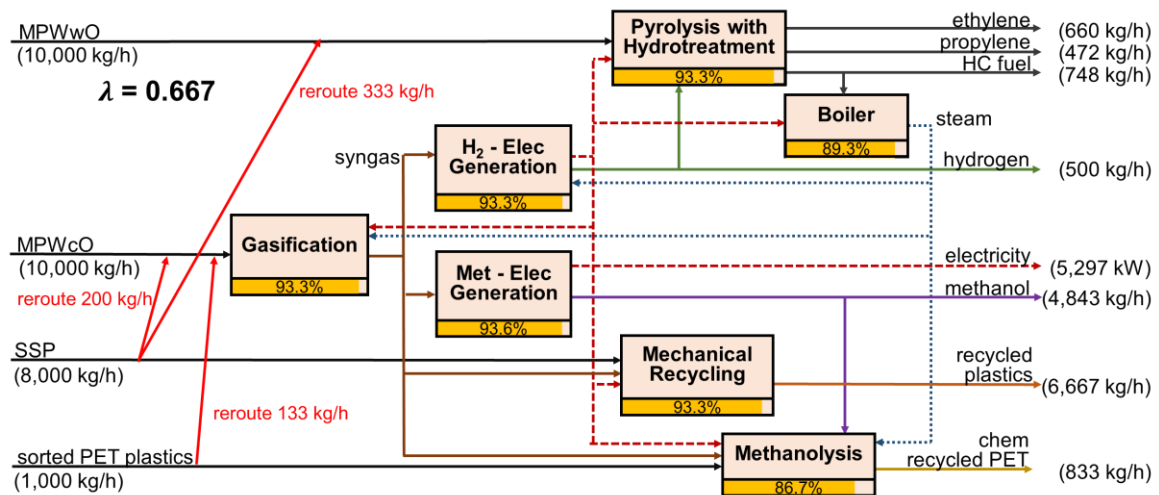 MPWwO
(10,000 kg/h)
λ = 0.667
reroute 333 kg/h
Pyrolysis with
Hydrotreatment
93.3%
ethylene
(660 kg/h)
propylene
(472 kg/h)
HC fuel
(748 kg/h)
Boiler
89.3%
steam
syngas
H₂ - Elec
Generation
93.3%
hydrogen
(500 kg/h)
MPWcO
(10,000 kg/h)
reroute 200 kg/h
Gasification
93.3%
Met - Elec
Generation
93.6%
electricity
(5,297 kW)
methanol
(4,843 kg/h)
SSP
(8,000 kg/h)
Mechanical
Recycling
93.3%
recycled
plastics
(6,667 kg/h)
reroute 133 kg/h
sorted PET plastics
(1,000 kg/h)
Methanolysis
86.7%
chem
recycled PET
(833 kg/h)